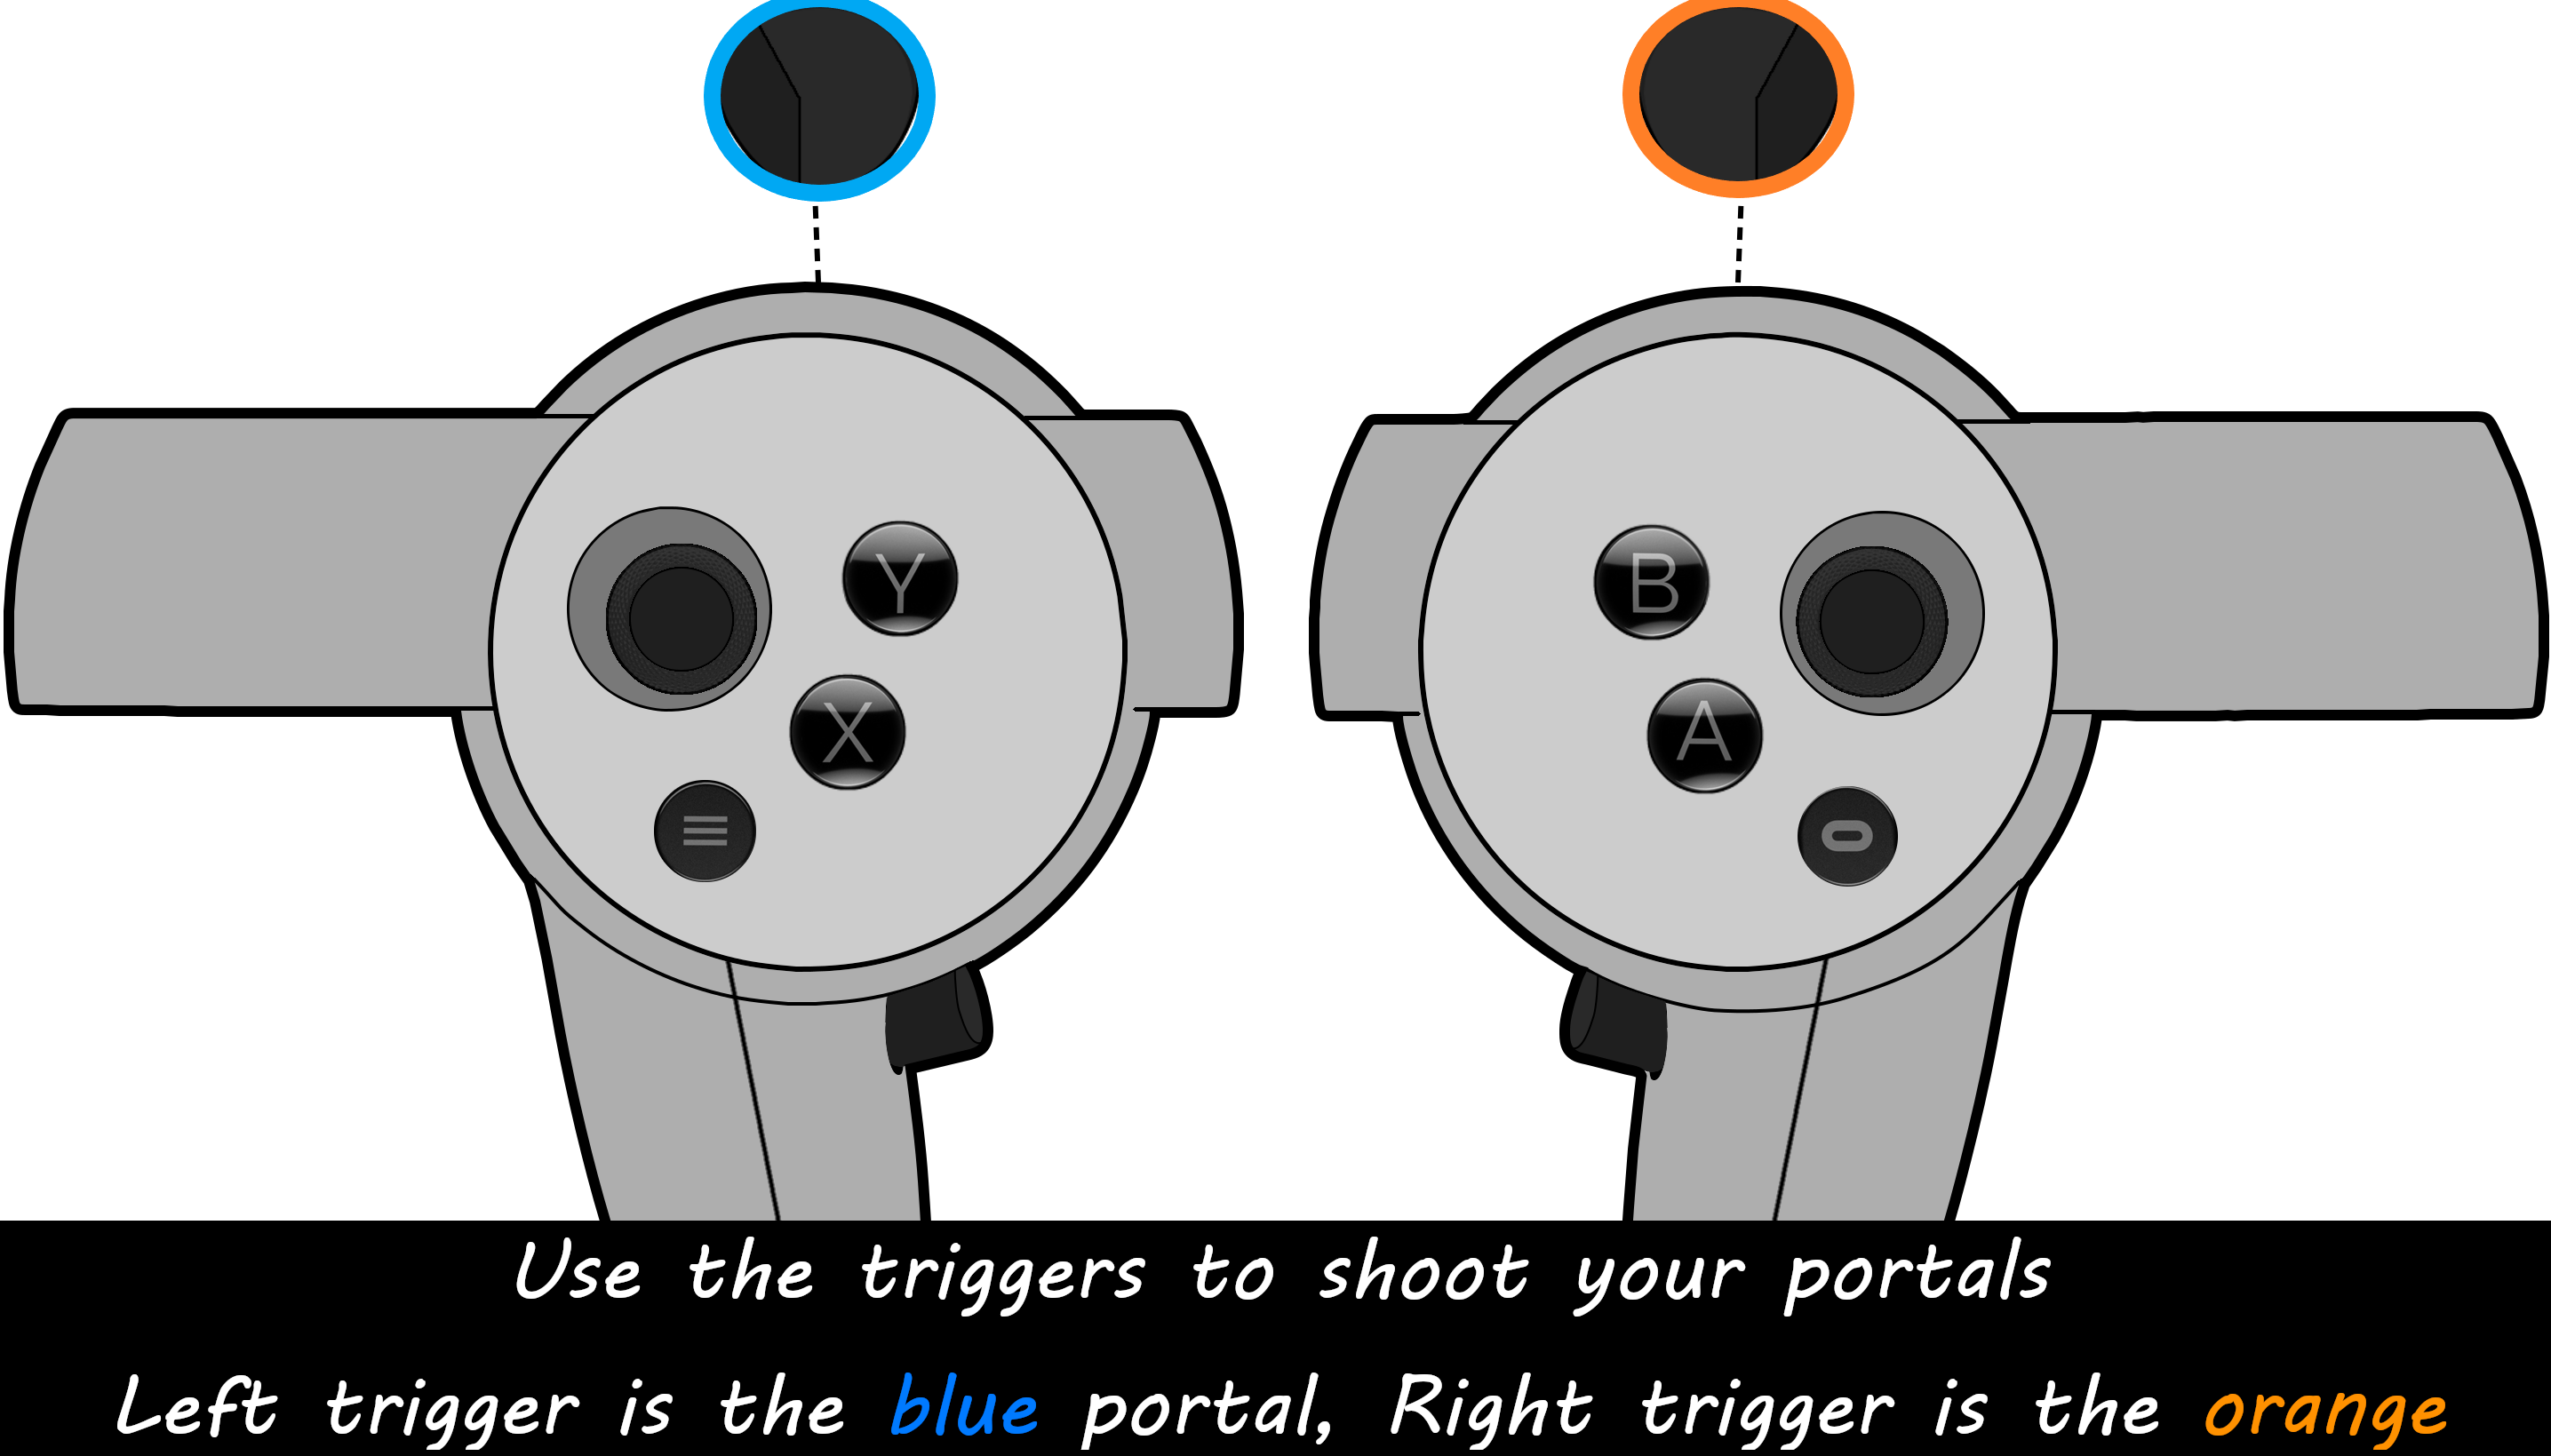 Y B
X A
Use the triggers to shoot your portals
Left trigger is the blue portal, Right trigger is the orange